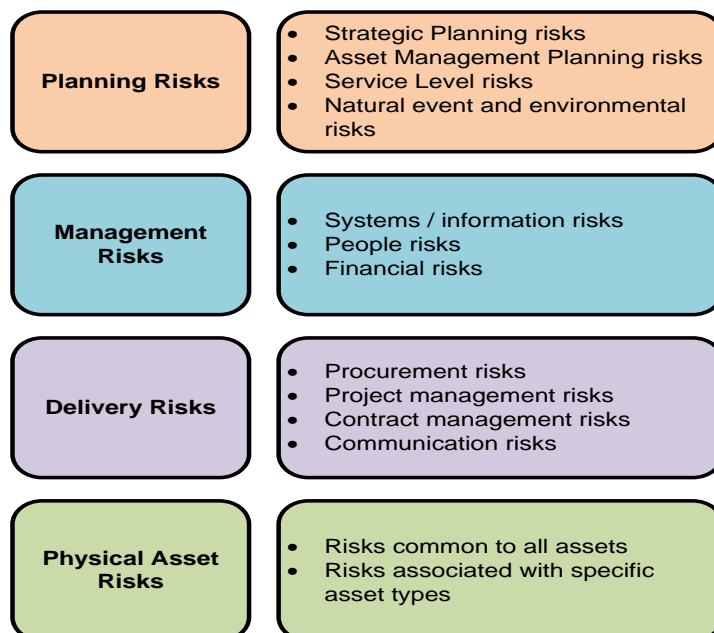 Planning Risks
• Strategic Planning risks
• Asset Management Planning risks
• Service Level risks
• Natural event and environmental
risks
Management
Risks
• Systems / information risks
• People risks
• Financial risks
Delivery Risks
• Procurement risks
• Project management risks
• Contract management risks
• Communication risks
Physical Asset
Risks
• Risks common to all assets
• Risks associated with specific
asset types